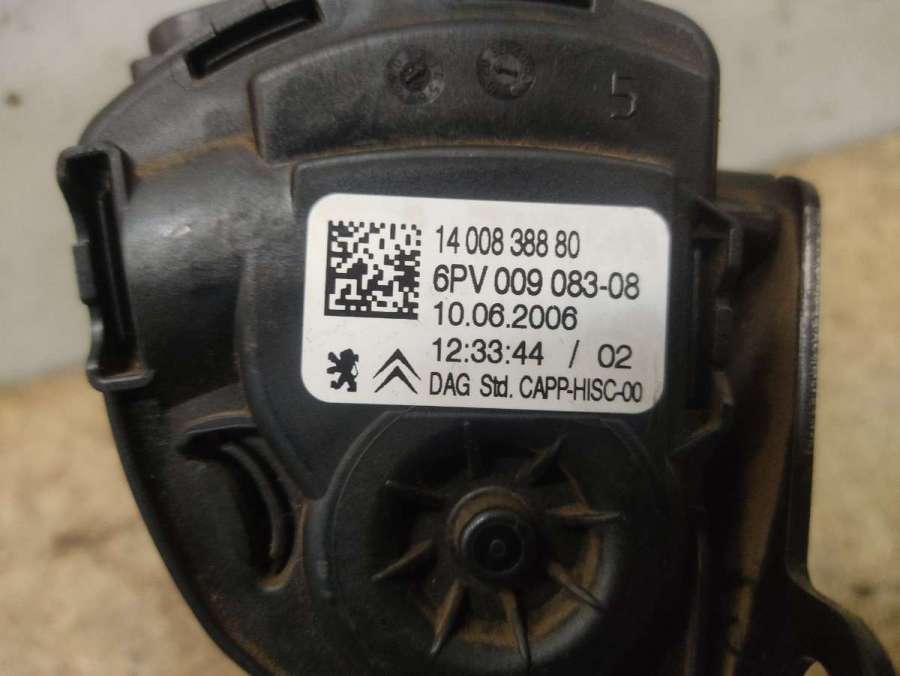 5
14 008 388 80
6PV 009 083-08
10.06.2006
12:33:44 / 02
DAG Std. CAPP-HISC-00